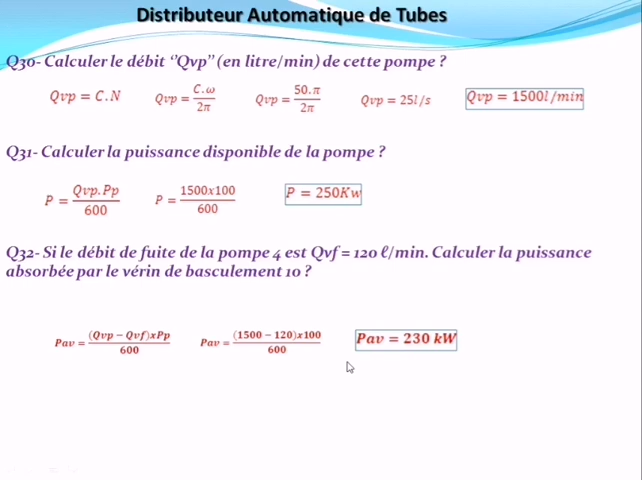 Distributeur Automatique de Tubes
Q30- Calculer le débit ‘’Qvp’’ (en litre/min) de cette pompe ?
Qvp = C.N Qvp = C.ω/2π Qvp = 50.π/2π Qvp = 25l/s Qvp = 1500l/min
Q31- Calculer la puissance disponible de la pompe ?
P = Qvp.Pp/600 P = 1500x100/600 P = 250Kw
Q32- Si le débit de fuite de la pompe 4 est Qvf = 120 ℓ/min. Calculer la puissance
absorbée par le vérin de basculement 10 ?
Pav = (Qvp − Qvf)xPp/600 Pav = (1500 − 120)x100/600 Pav = 230 kW